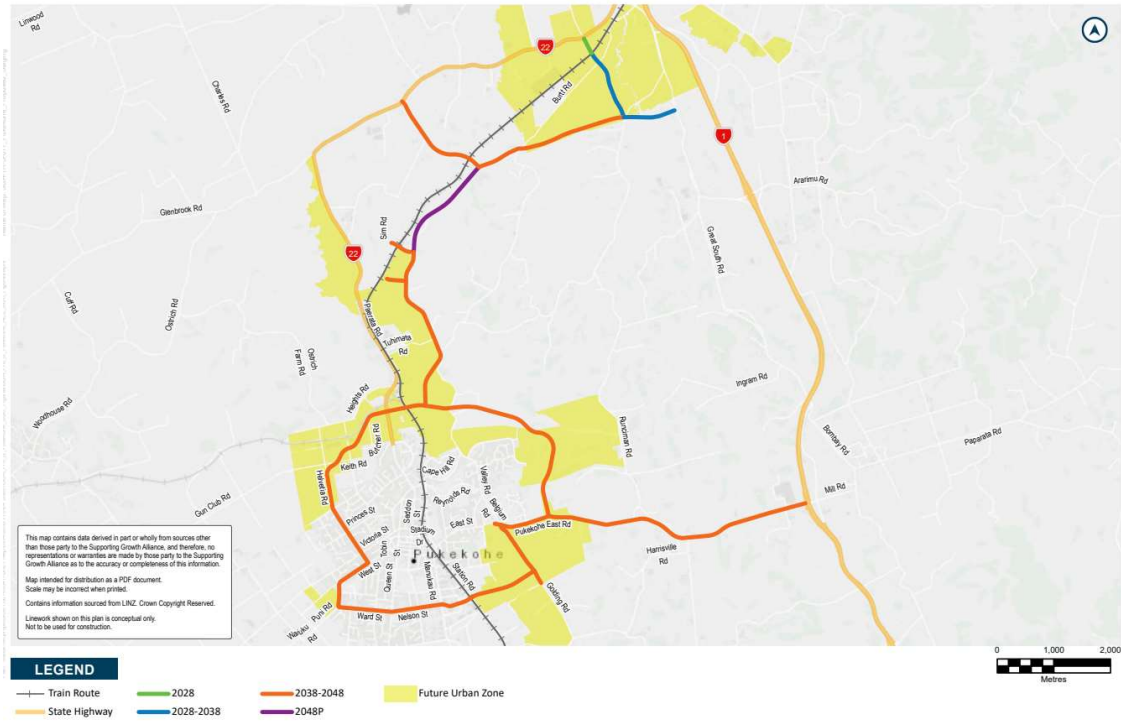 Linwood
Rd
22
Charles Rd
Burtt Rd
1
Ararimu Rd
Glenbrook Rd
Sim Rd
Great South Rd
22
Cuff Rd
Ostrich Rd
Paerata Rd
Tuhimata
Rd
Ostrich
Farm Rd
Ingram Rd
Heights Rd
Woodhouse Rd
Runciman Rd
Bombay Rd
Paparata Rd
Butcher Rd
Keith Rd
Cape Hill Rd
Helvetia Rd
Valley Rd
Reynolds Rd
Belgium
Rd
Mill Rd
Gun Club Rd
Princes St
Seddon
St
East St
Stadium
Dr
Pukekohe East Rd
Victoria St
Tobin
St
Pukekohe
Harrisville
Rd
West St
Queen St
Manukau Rd
Station Rd
Golding Rd
Puni Rd
Waiuku
Rd
Ward St
Nelson St
This map contains data derived in part or wholly from sources other
than those party to the Supporting Growth Alliance, and therefore, no
representations or warranties are made by those party to the Supporting
Growth Alliance as to the accuracy or completeness of this information.
Map intended for distribution as a PDF document.
Scale may be incorrect when printed.
Contains information sourced from LINZ. Crown Copyright Reserved.
Linework shown on this plan is conceptual only.
Not to be used for construction.
0 1,000 2,000
Metres
LEGEND
Train Route
2028
2038-2048
Future Urban Zone
State Highway
2028-2038
2048P